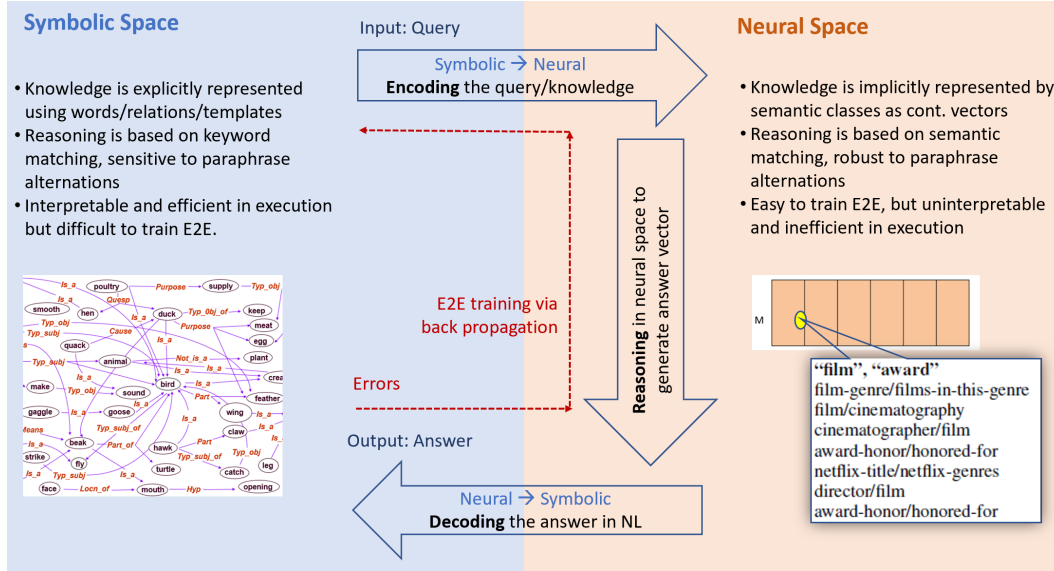 Symbolic Space
Input: Query
Neural Space
Symbolic → Neural
Encoding the query/knowledge
• Knowledge is explicitly represented
using words/relations/templates
• Reasoning is based on keyword
matching, sensitive to paraphrase
alternations
• Interpretable and efficient in execution
but difficult to train E2E.
• Knowledge is implicitly represented by
semantic classes as cont. vectors
• Reasoning is based on semantic
matching, robust to paraphrase
alternations
• Easy to train E2E, but uninterpretable
and inefficient in execution
Reasoning in neural space to
generate answer vector
E2E training via
back propagation
Errors
Output: Answer
Neural → Symbolic
Decoding the answer in NL
Is_a
poultry
Purpose
supply
Typ_obj
Is_a
Quesp
smooth
hen
Is_a
duck
Typ_0bj_of
keep
Typ_obj
Cause
Purpose
meat
Typ_subj
Is_a
egg
quack
Typ_subj
animal
Not_is_a
plant
Is_a
Is_a
bird
Is_a
crea
make
Typ_obj
sound
Part
feather
Is_a
gaggle
Is_a
goose
wing
Is_a
Means
Typ_subj_of
Is_a
claw
Is_a
beak
Part_of
hawk
Part
Typ_obj
strike
fly
Typ_subj_of
leg
Is_a
Typ_subj
Is_a
turtle
catch
face
Locn_of
mouth
Hyp
opening
M
“film”, “award”
film-genre/films-in-this-genre
film/cinematography
cinematographer/film
award-honor/honored-for
netflix-title/netflix-genres
director/film
award-honor/honored-for